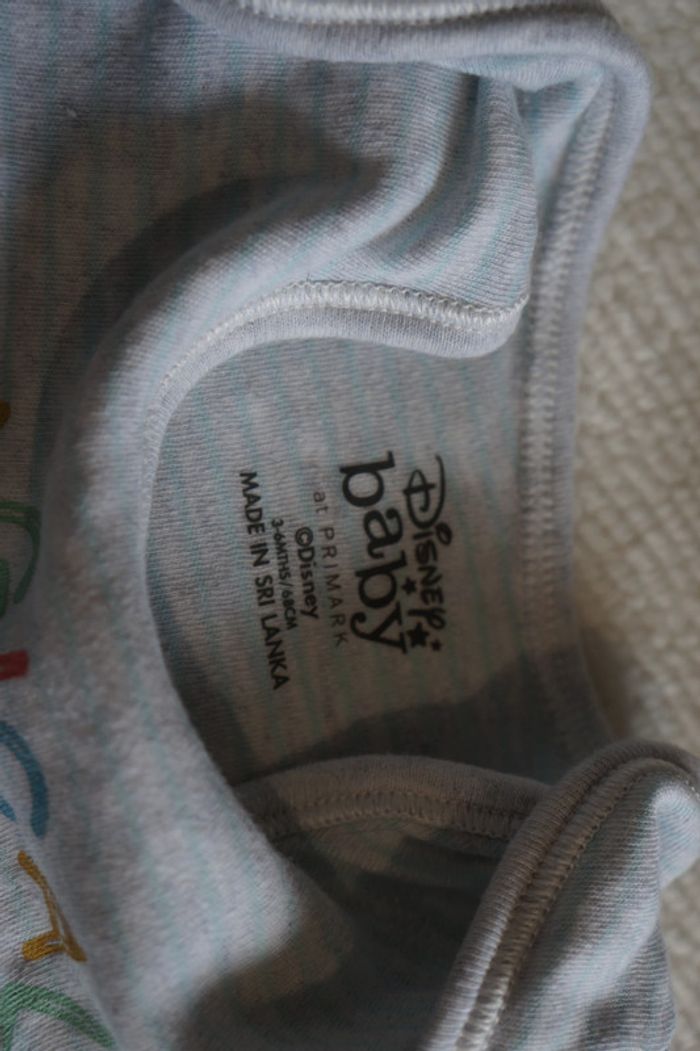 Disney
baby
at PRIMARK
©Disney
3-6MTHS/68CM
MADE IN SRI LANKA